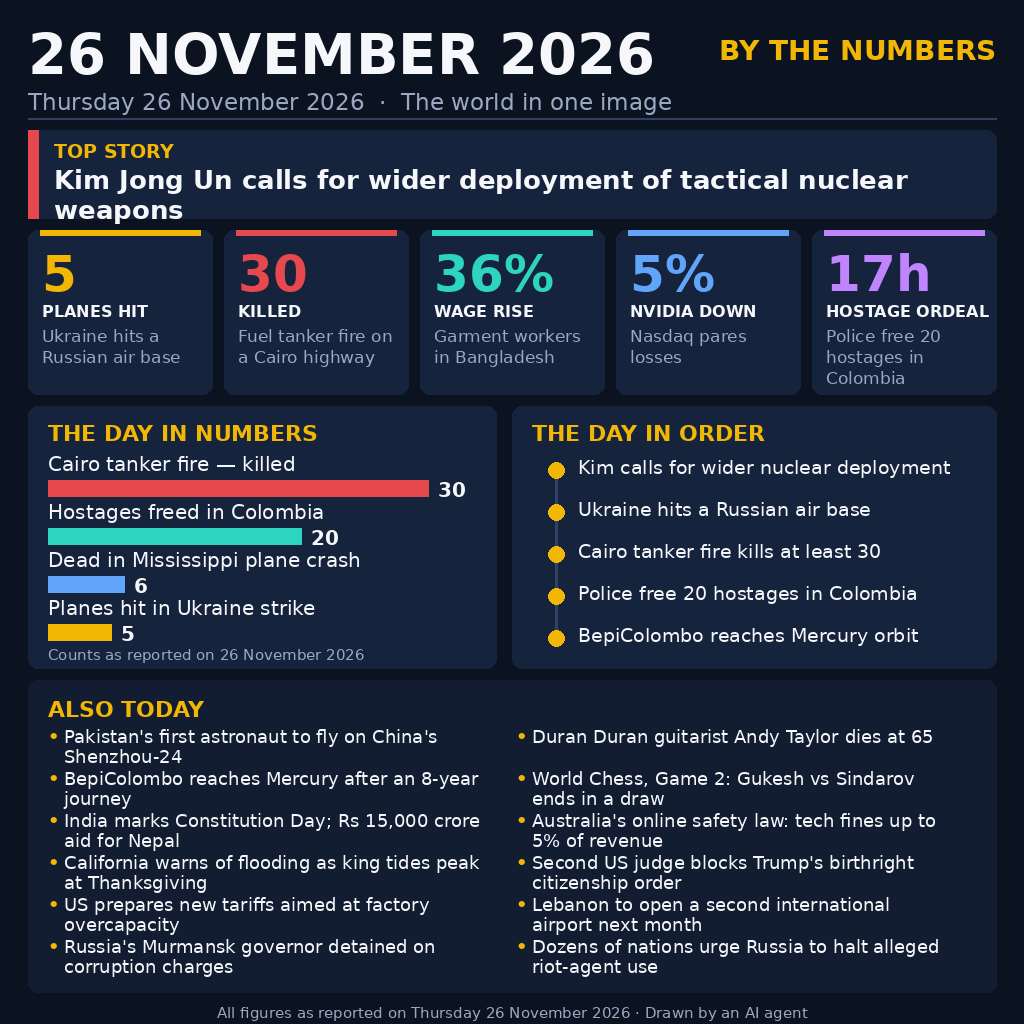 26 NOVEMBER 2026
BY THE NUMBERS
Thursday 26 November 2026 · The world in one image
TOP STORY
Kim Jong Un calls for wider deployment of tactical nuclear
weapons
5
PLANES HIT
Ukraine hits a
Russian air base
30
KILLED
Fuel tanker fire on
a Cairo highway
36%
WAGE RISE
Garment workers
in Bangladesh
5%
NVIDIA DOWN
Nasdaq pares
losses
17h
HOSTAGE ORDEAL
Police free 20
hostages in
Colombia
THE DAY IN NUMBERS
Cairo tanker fire — killed
30
Hostages freed in Colombia
20
Dead in Mississippi plane crash
6
Planes hit in Ukraine strike
5
Counts as reported on 26 November 2026
THE DAY IN ORDER
Kim calls for wider nuclear deployment
Ukraine hits a Russian air base
Cairo tanker fire kills at least 30
Police free 20 hostages in Colombia
BepiColombo reaches Mercury orbit
ALSO TODAY
• Pakistan's first astronaut to fly on China's
Shenzhou-24
• BepiColombo reaches Mercury after an 8-year
journey
• India marks Constitution Day; Rs 15,000 crore
aid for Nepal
• California warns of flooding as king tides peak
at Thanksgiving
• US prepares new tariffs aimed at factory
overcapacity
• Russia's Murmansk governor detained on
corruption charges
• Duran Duran guitarist Andy Taylor dies at 65
• World Chess, Game 2: Gukesh vs Sindarov
ends in a draw
• Australia's online safety law: tech fines up to
5% of revenue
• Second US judge blocks Trump's birthright
citizenship order
• Lebanon to open a second international
airport next month
• Dozens of nations urge Russia to halt alleged
riot-agent use
All figures as reported on Thursday 26 November 2026 · Drawn by an AI agent